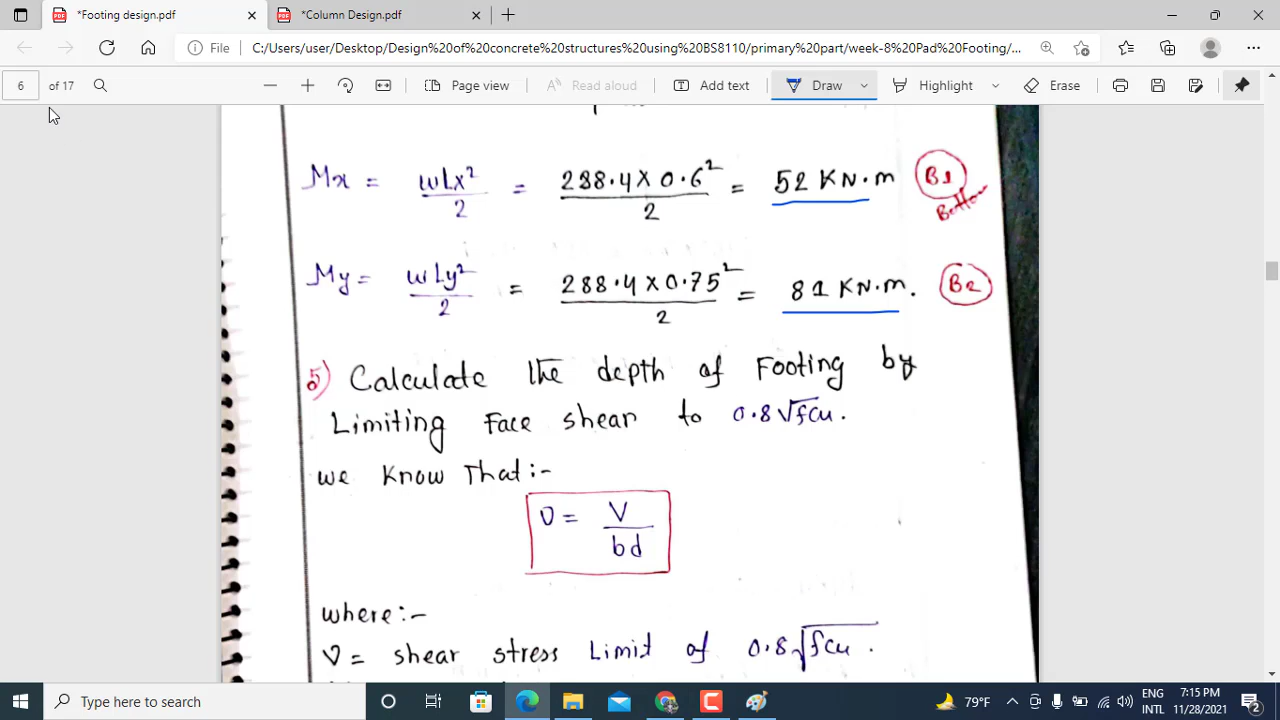 *Footing design.pdf
*Column Design.pdf
File C:/Users/user/Desktop/Design%20of%20concrete%20structures%20using%20BS8110/primary%20part/week-8%20Pad%20Footing/...
6 of 17
Page view
Read aloud
Add text
Draw
Highlight
Erase
Mx = wLx²/2 = 288.4 X 0.6²/2 = 52 KN.m B1
Bottom
My = wLy²/2 = 288.4 X 0.75²/2 = 81 KN.m. B2
5) Calculate the depth of Footing by
Limiting Face shear to 0.8√fcu.
we Know That:-
υ = V/bd
where:-
V = shear stress Limit of 0.8√fcu.
Type here to search
79°F
ENG
INTL
7:15 PM
11/28/2021
2